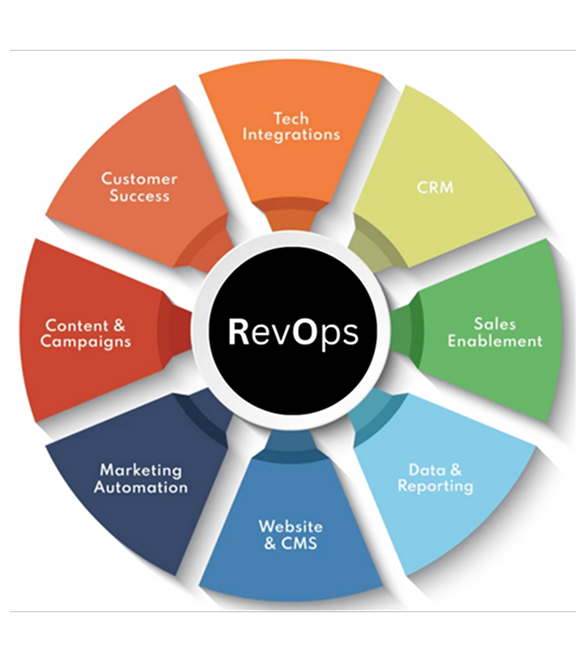 Tech
Integrations
CRM
Sales
Enablement
Data &
Reporting
Website
& CMS
Marketing
Automation
Content &
Campaigns
Customer
Success
RevOps